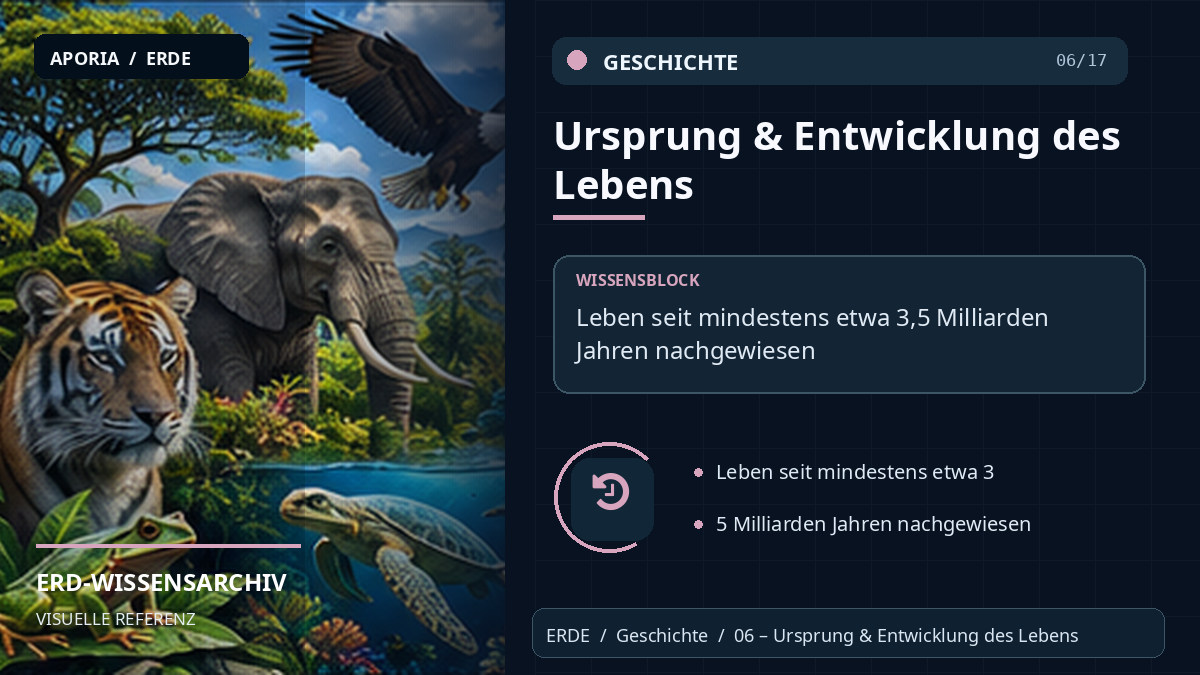 APORIA / ERDE
ERD-WISSENSARCHIV
VISUELLE REFERENZ
GESCHICHTE 06/17
Ursprung & Entwicklung des
Lebens
WISSENSBLOCK
Leben seit mindestens etwa 3,5 Milliarden
Jahren nachgewiesen
Leben seit mindestens etwa 3
5 Milliarden Jahren nachgewiesen
ERDE / Geschichte / 06 – Ursprung & Entwicklung des Lebens